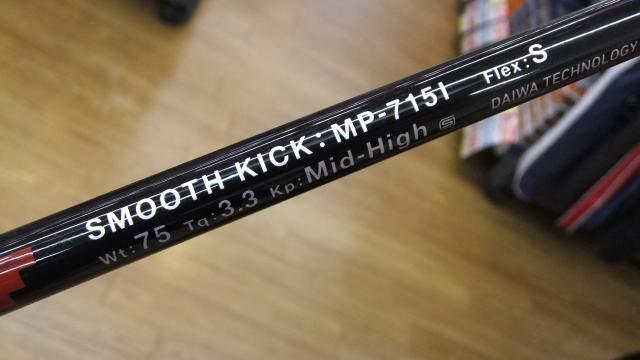 SMOOTH KICK: MP-715I Flex:S
Wt:75 Tq:3.3 Kp:Mid-High S DAIWA TECHNOLOGY